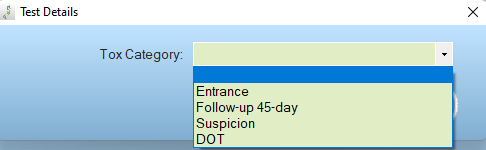 Test Details
Tox Category:
Entrance
Follow-up 45-day
Suspicion
DOT